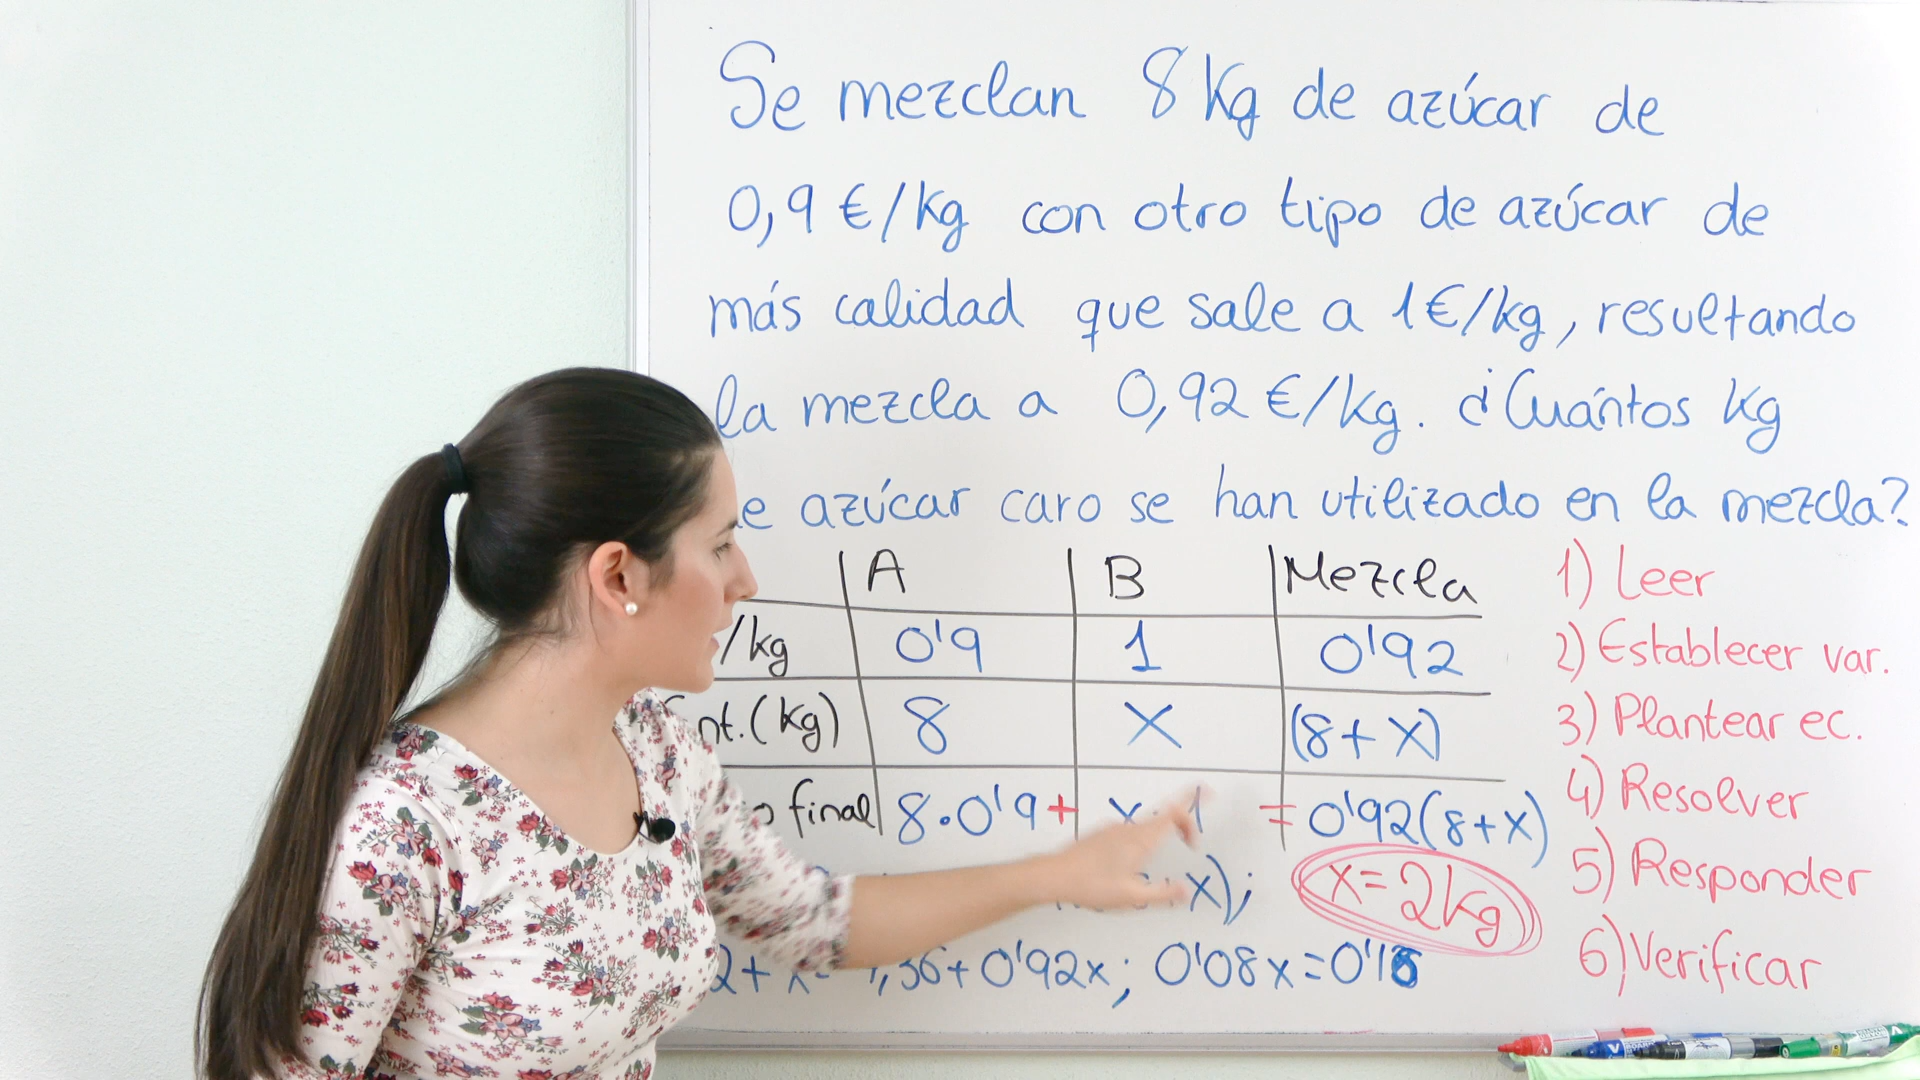 Se mezclan 8 Kg de azúcar de
0,9 €/kg con otro tipo de azúcar de
más calidad que sale a 1€/kg, resultando
la mezcla a 0,92 €/kg. ¿Cuántos kg
azúcar caro se han utilizado en la mezcla?
A B Mezcla
/kg 0'9 1 0'92
nt.(kg) 8 x (8+x)
final 8·0'9+ x·1 =0'92(8+x)
x);
x=2kg
2+x= 7,36+0'92x; 0'08x=0'16
1) Leer
2) Establecer var.
3) Plantear ec.
4) Resolver
5) Responder
6) Verificar